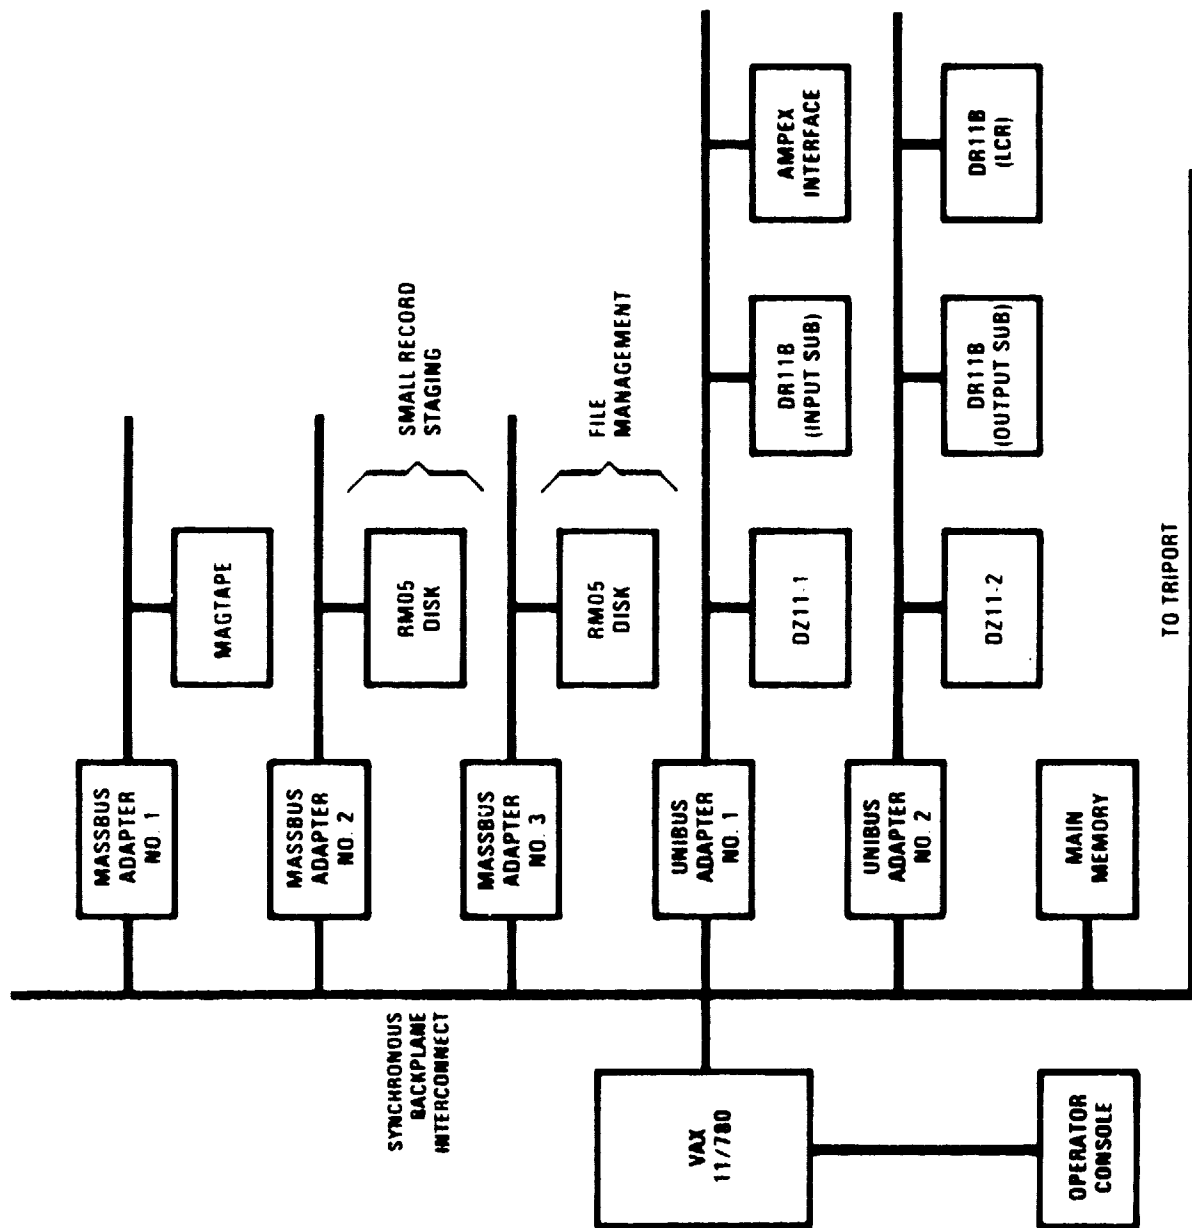 MASSBUS
ADAPTER
NO. 1
MAGTAPE
MASSBUS
ADAPTER
NO. 2
RM05
DISK
SMALL RECORD
STAGING
MASSBUS
ADAPTER
NO. 3
RM05
DISK
FILE
MANAGEMENT
UNIBUS
ADAPTER
NO. 1
DZ11-1
DR11B
(INPUT SUB)
AMPEX
INTERFACE
UNIBUS
ADAPTER
NO. 2
DZ11-2
DR11B
(OUTPUT SUB)
DR11B
(LCR)
MAIN
MEMORY
TO TRIPORT
SYNCHRONOUS
BACKPLANE
INTERCONNECT
VAX
11/780
OPERATOR
CONSOLE